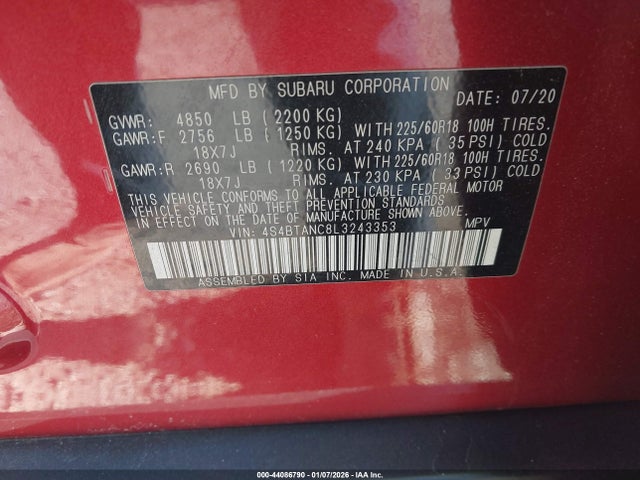 MFD BY SUBARU CORPORATION
DATE: 07/20
GVWR: 4850 LB (2200 KG)
GAWR:F 2756 LB (1250 KG) WITH 225/60R18 100H TIRES.
18X7J RIMS. AT 240 KPA (35 PSI) COLD
GAWR:R 2690 LB (1220 KG) WITH 225/60R18 100H TIRES.
18X7J RIMS. AT 230 KPA (33 PSI) COLD
THIS VEHICLE CONFORMS TO ALL APPLICABLE FEDERAL MOTOR
VEHICLE SAFETY AND THEFT PREVENTION STANDARDS
IN EFFECT ON THE DATE OF MANUFACTURE SHOWN ABOVE.
VIN: 4S4BTANC8L3243353 MPV
ASSEMBLED BY SIA INC. MADE IN U.S.A.
000-44086790 - 01/07/2026 - IAA Inc.